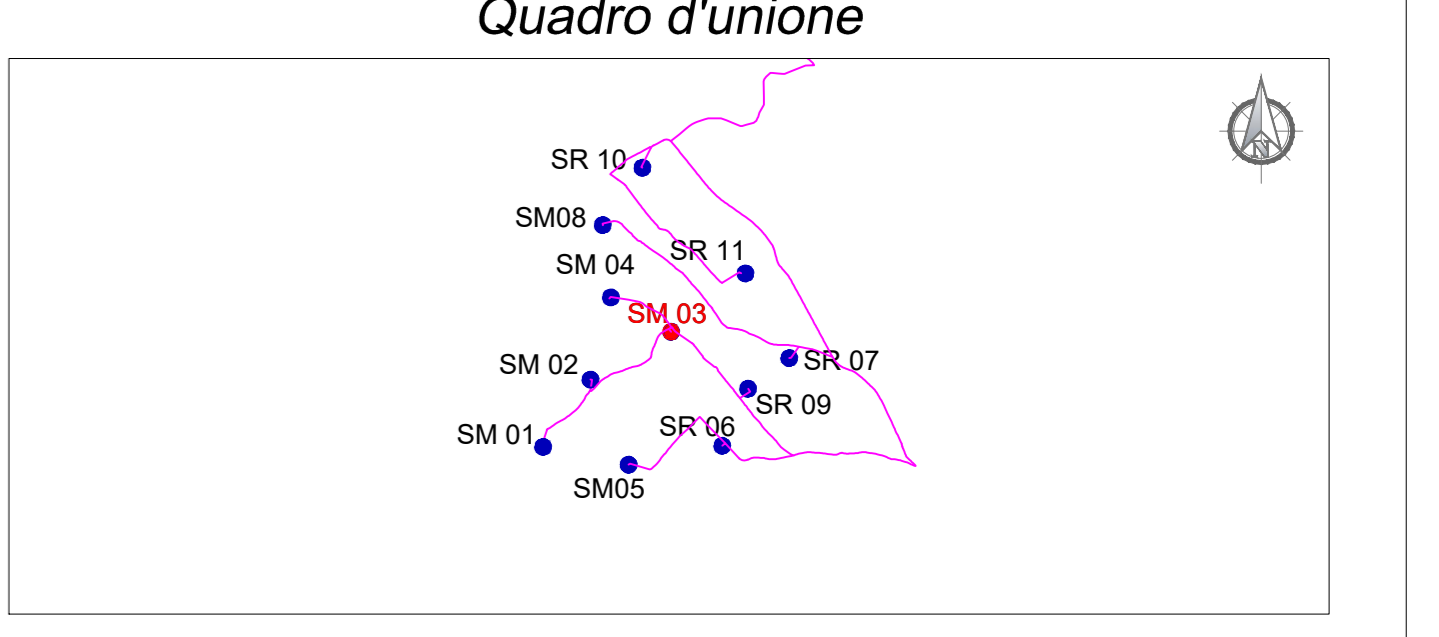 Quadro d'unione
N
SR 10
SM08
SR 11
SM 04
SM 03
SR 07
SM 02
SR 09
SR 06
SM 01
SM05